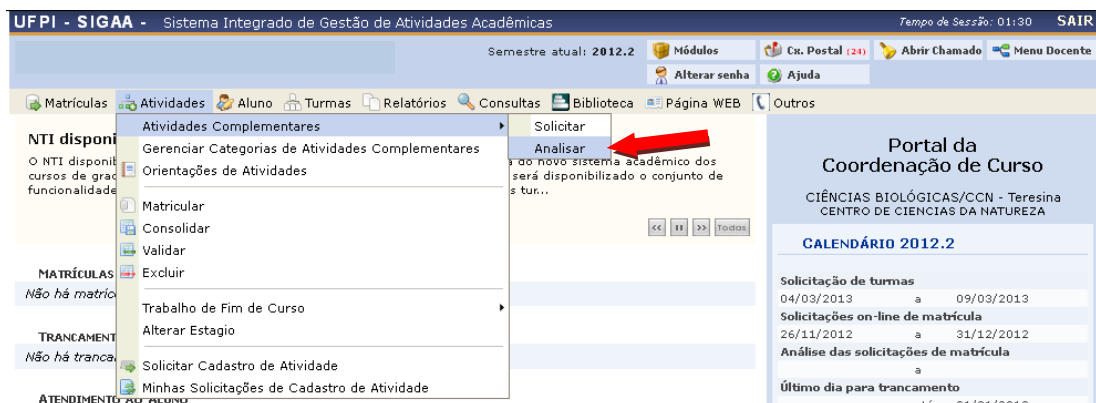 UFPI - SIGAA - Sistema Integrado de Gestão de Atividades Acadêmicas
Tempo de Sessão: 01:30 SAIR
Semestre atual: 2012.2
Módulos
Cx. Postal (24)
Abrir Chamado
Menu Docente
Alterar senha
Ajuda
Matrículas Atividades Aluno Turmas Relatórios Consultas Biblioteca Página WEB Outros
Atividades Complementares
Gerenciar Categorias de Atividades Complementares
Orientações de Atividades
Matricular
Consolidar
Validar
Excluir
Trabalho de Fim de Curso
Alterar Estagio
Solicitar Cadastro de Atividade
Minhas Solicitações de Cadastro de Atividade
Solicitar
Analisar
NTI disponi
O NTI disponib
cursos de grad
funcionalidade
do novo sistema acadêmico dos
será disponibilizado o conjunto de
s tur...
<< II >> Todas
MATRÍCULAS
Não há matríc
TRANCAMENT
Não há tranca
ATENDIMENTO AO ALUNO
Portal da
Coordenação de Curso
CIÊNCIAS BIOLÓGICAS/CCN - Teresina
CENTRO DE CIENCIAS DA NATUREZA
CALENDÁRIO 2012.2
Solicitação de turmas
04/03/2013 a 09/03/2013
Solicitações on-line de matrícula
26/11/2012 a 31/12/2012
Análise das solicitações de matrícula
a
Último dia para trancamento